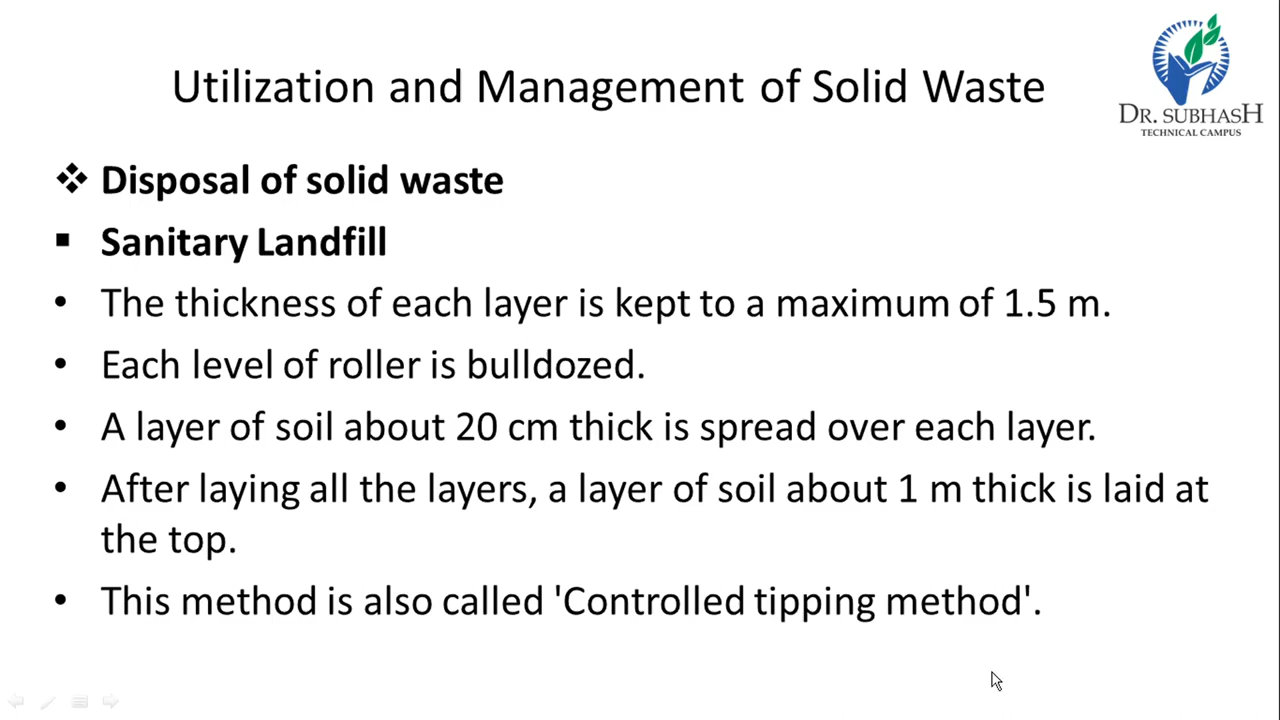 Utilization and Management of Solid Waste
DR. SUBHASH
TECHNICAL CAMPUS
❖ Disposal of solid waste
▪ Sanitary Landfill
• The thickness of each layer is kept to a maximum of 1.5 m.
• Each level of roller is bulldozed.
• A layer of soil about 20 cm thick is spread over each layer.
• After laying all the layers, a layer of soil about 1 m thick is laid at
the top.
• This method is also called 'Controlled tipping method'.